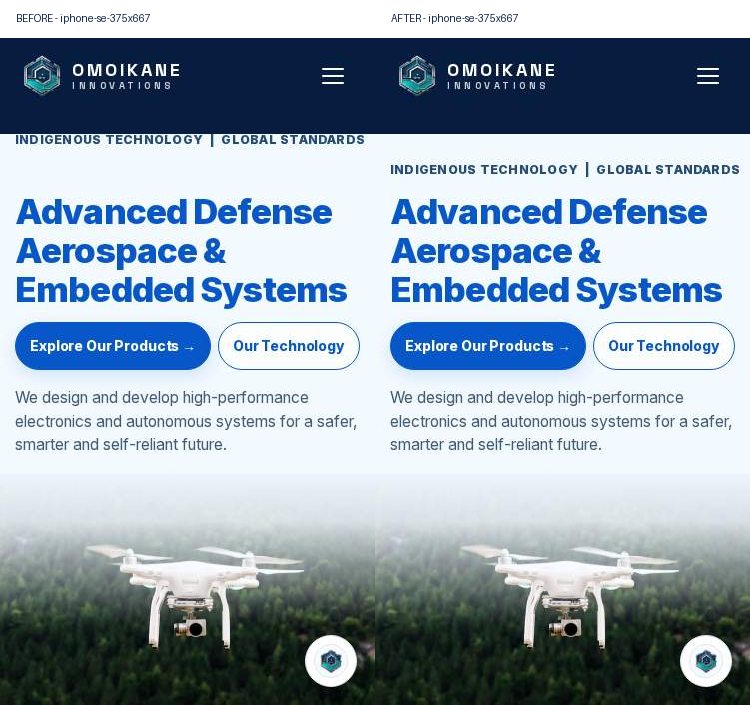 BEFORE - iphone-se-375x667
OMOIKANE
INNOVATIONS
INDIGENOUS TECHNOLOGY | GLOBAL STANDARDS
Advanced Defense
Aerospace &
Embedded Systems
Explore Our Products →
Our Technology
We design and develop high-performance
electronics and autonomous systems for a safer,
smarter and self-reliant future.
AFTER - iphone-se-375x667
OMOIKANE
INNOVATIONS
INDIGENOUS TECHNOLOGY | GLOBAL STANDARDS
Advanced Defense
Aerospace &
Embedded Systems
Explore Our Products →
Our Technology
We design and develop high-performance
electronics and autonomous systems for a safer,
smarter and self-reliant future.